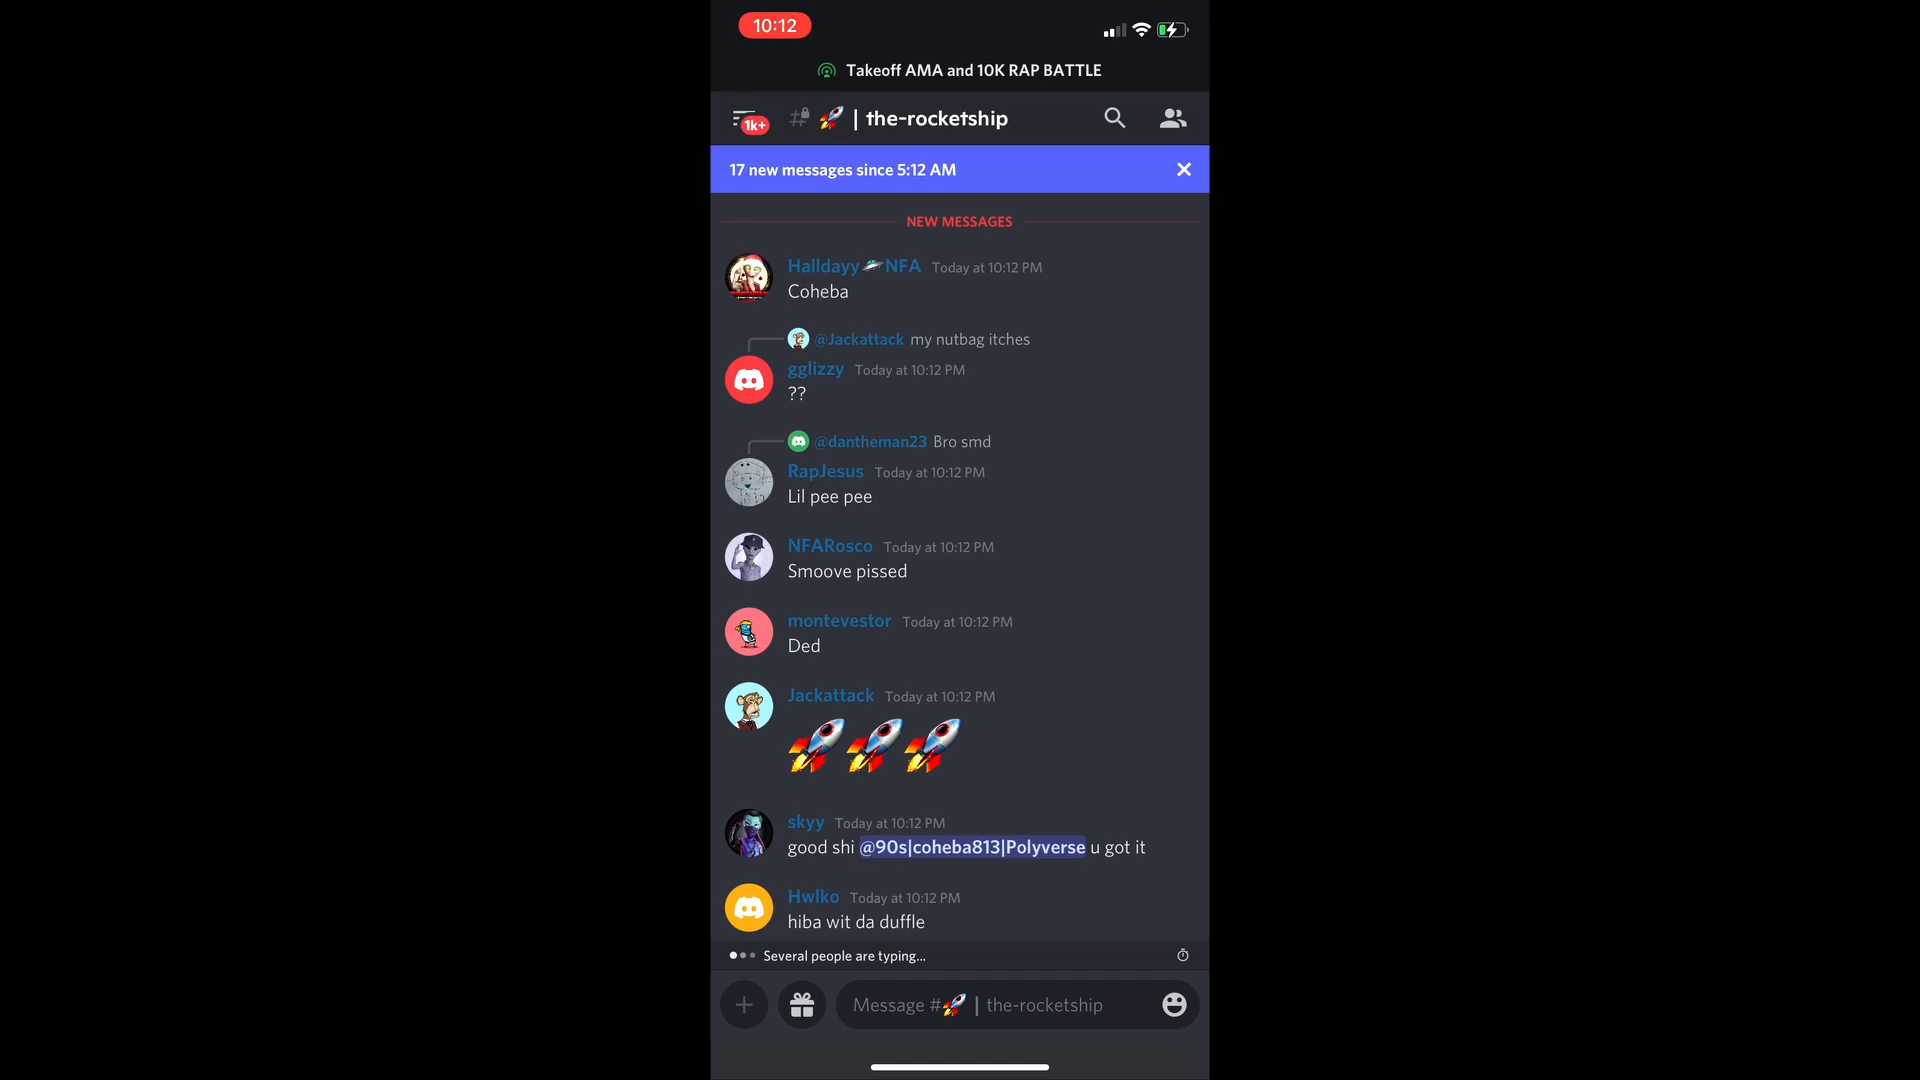 10:12
Takeoff AMA and 10K RAP BATTLE
1k+
# 🚀 | the-rocketship
17 new messages since 5:12 AM
NEW MESSAGES
Halldayy🛸NFA Today at 10:12 PM
Coheba
@Jackattack my nutbag itches
gglizzy Today at 10:12 PM
??
@dantheman23 Bro smd
RapJesus Today at 10:12 PM
Lil pee pee
NFARosco Today at 10:12 PM
Smoove pissed
montevestor Today at 10:12 PM
Ded
Jackattack Today at 10:12 PM
🚀🚀🚀
skyy Today at 10:12 PM
good shi @90s|coheba813|Polyverse u got it
Hwlko Today at 10:12 PM
hiba wit da duffle
Several people are typing...
Message #🚀 | the-rocketship